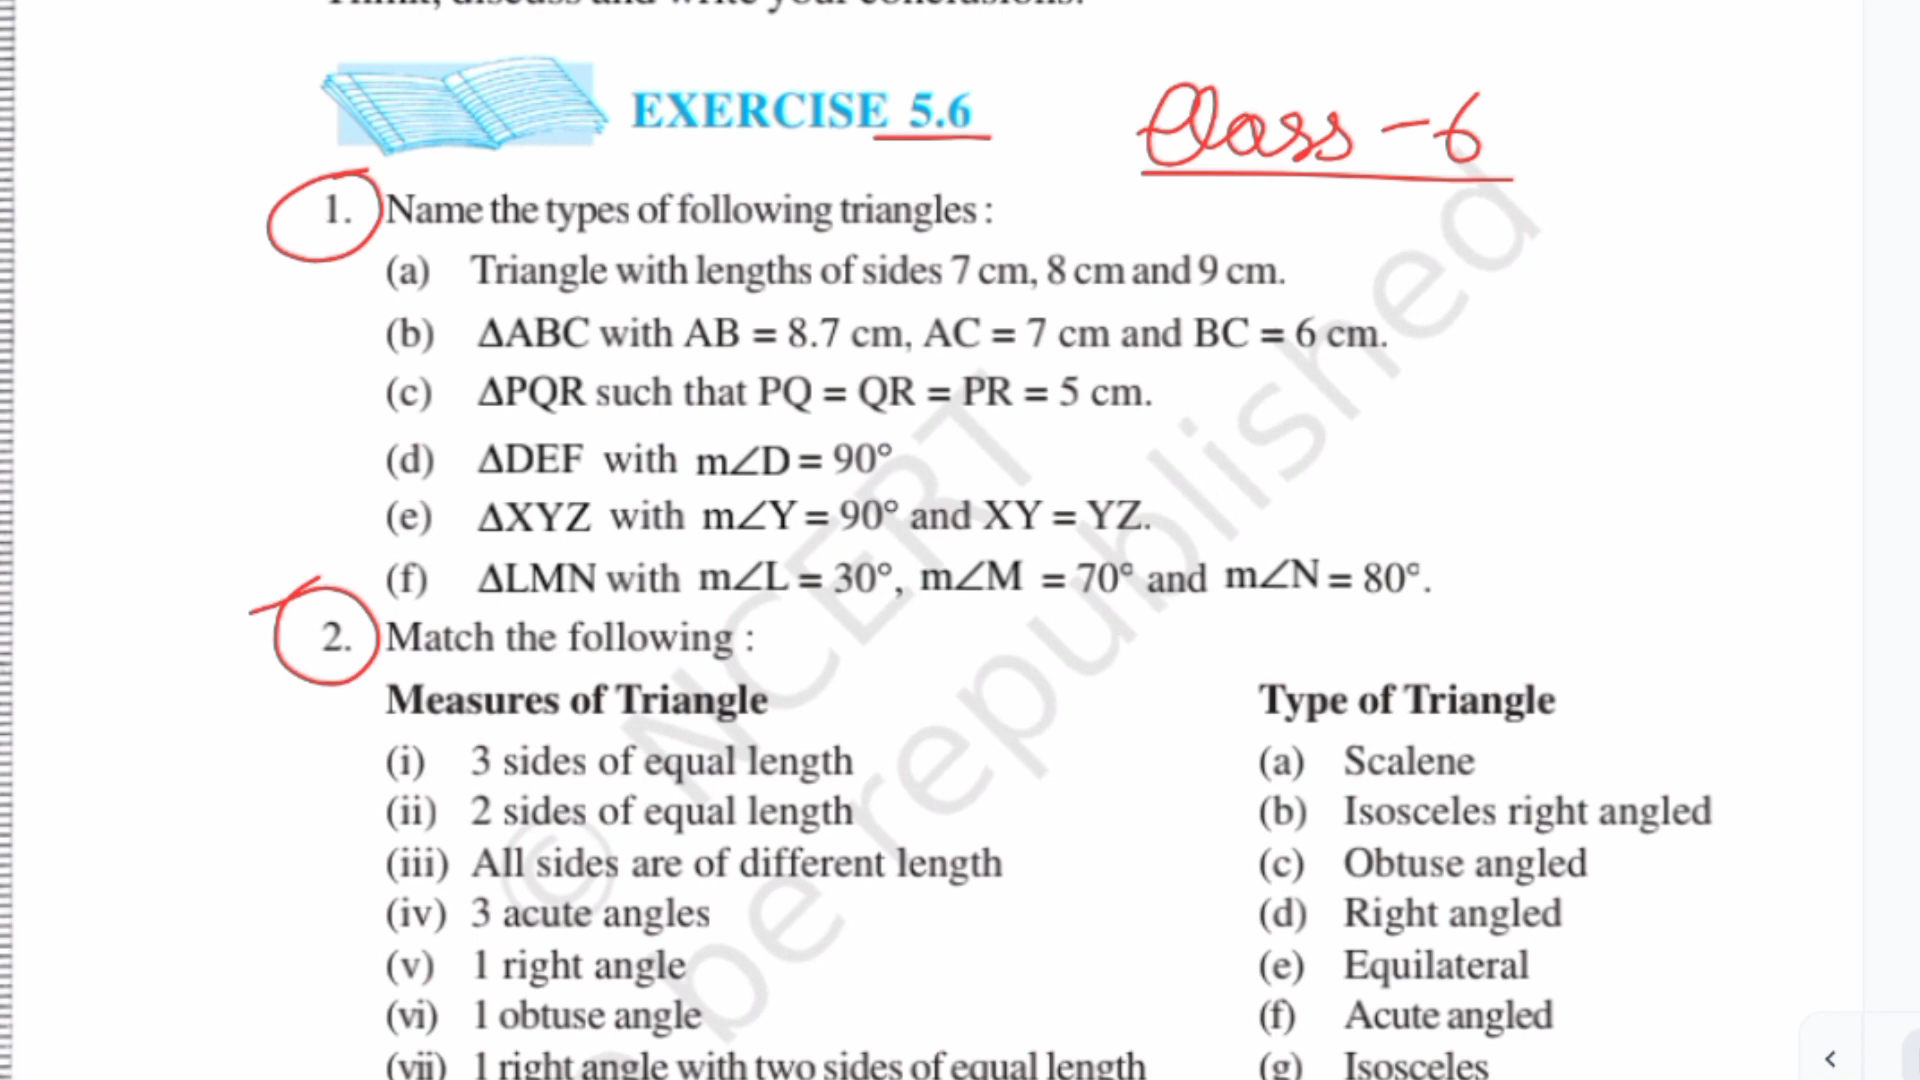 Think, discuss and write your conclusions.
EXERCISE 5.6
Class - 6
1. Name the types of following triangles :
(a) Triangle with lengths of sides 7 cm, 8 cm and 9 cm.
(b) ΔABC with AB = 8.7 cm, AC = 7 cm and BC = 6 cm.
(c) ΔPQR such that PQ = QR = PR = 5 cm.
(d) ΔDEF with m∠D = 90°
(e) ΔXYZ with m∠Y = 90° and XY = YZ.
(f) ΔLMN with m∠L = 30°, m∠M = 70° and m∠N = 80°.
2. Match the following :
Measures of Triangle Type of Triangle
(i) 3 sides of equal length (a) Scalene
(ii) 2 sides of equal length (b) Isosceles right angled
(iii) All sides are of different length (c) Obtuse angled
(iv) 3 acute angles (d) Right angled
(v) 1 right angle (e) Equilateral
(vi) 1 obtuse angle (f) Acute angled
(vii) 1 right angle with two sides of equal length (g) Isosceles
© NCERT
be republished